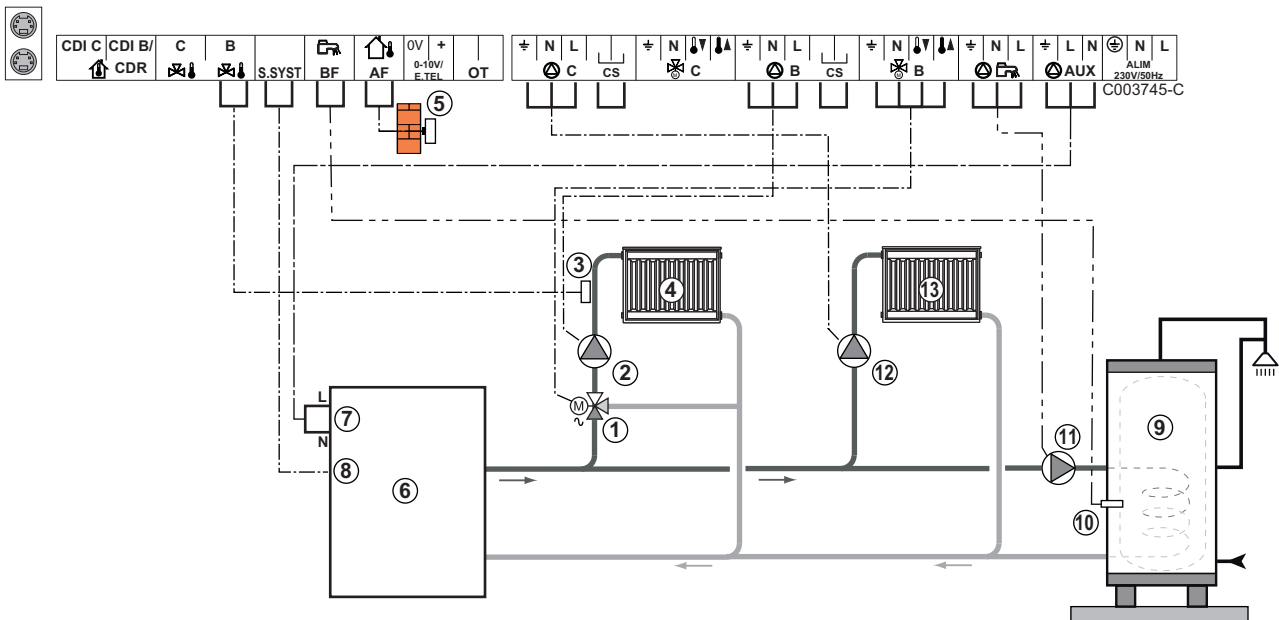 CDI C CDI B/ C B 0V + N L N N L N N L N L L N N L
CDR S.SYST BF AF 0-10V/ E.TEL OT C CS M C B CS M B AUX ALIM 230V/50Hz
C003745-C
5
3
4
13
2
12
M
~
1
L
7
N
8
6
11
9
10